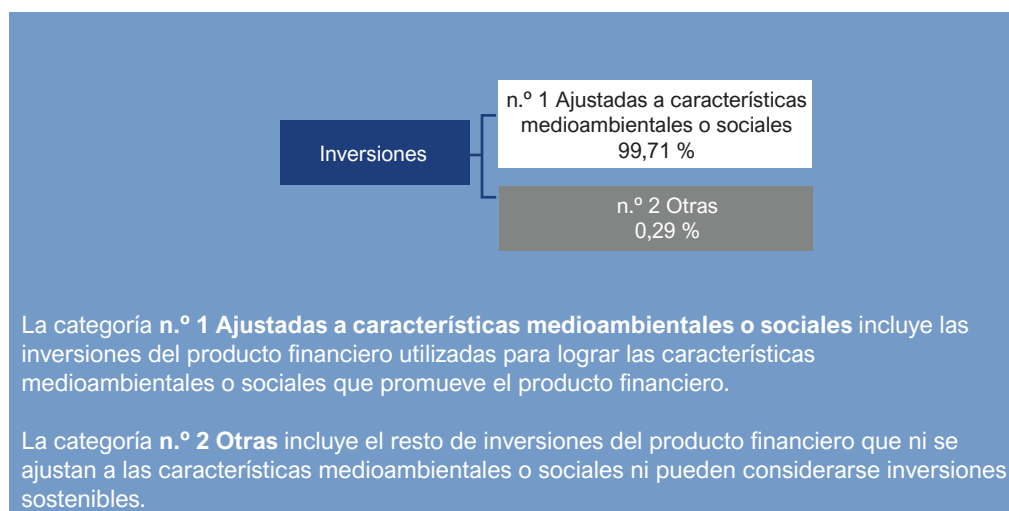 n.º 1 Ajustadas a características
medioambientales o sociales
99,71 %
Inversiones
n.º 2 Otras
0,29 %
La categoría n.º 1 Ajustadas a características medioambientales o sociales incluye las
inversiones del producto financiero utilizadas para lograr las características
medioambientales o sociales que promueve el producto financiero.
La categoría n.º 2 Otras incluye el resto de inversiones del producto financiero que ni se
ajustan a las características medioambientales o sociales ni pueden considerarse inversiones
sostenibles.